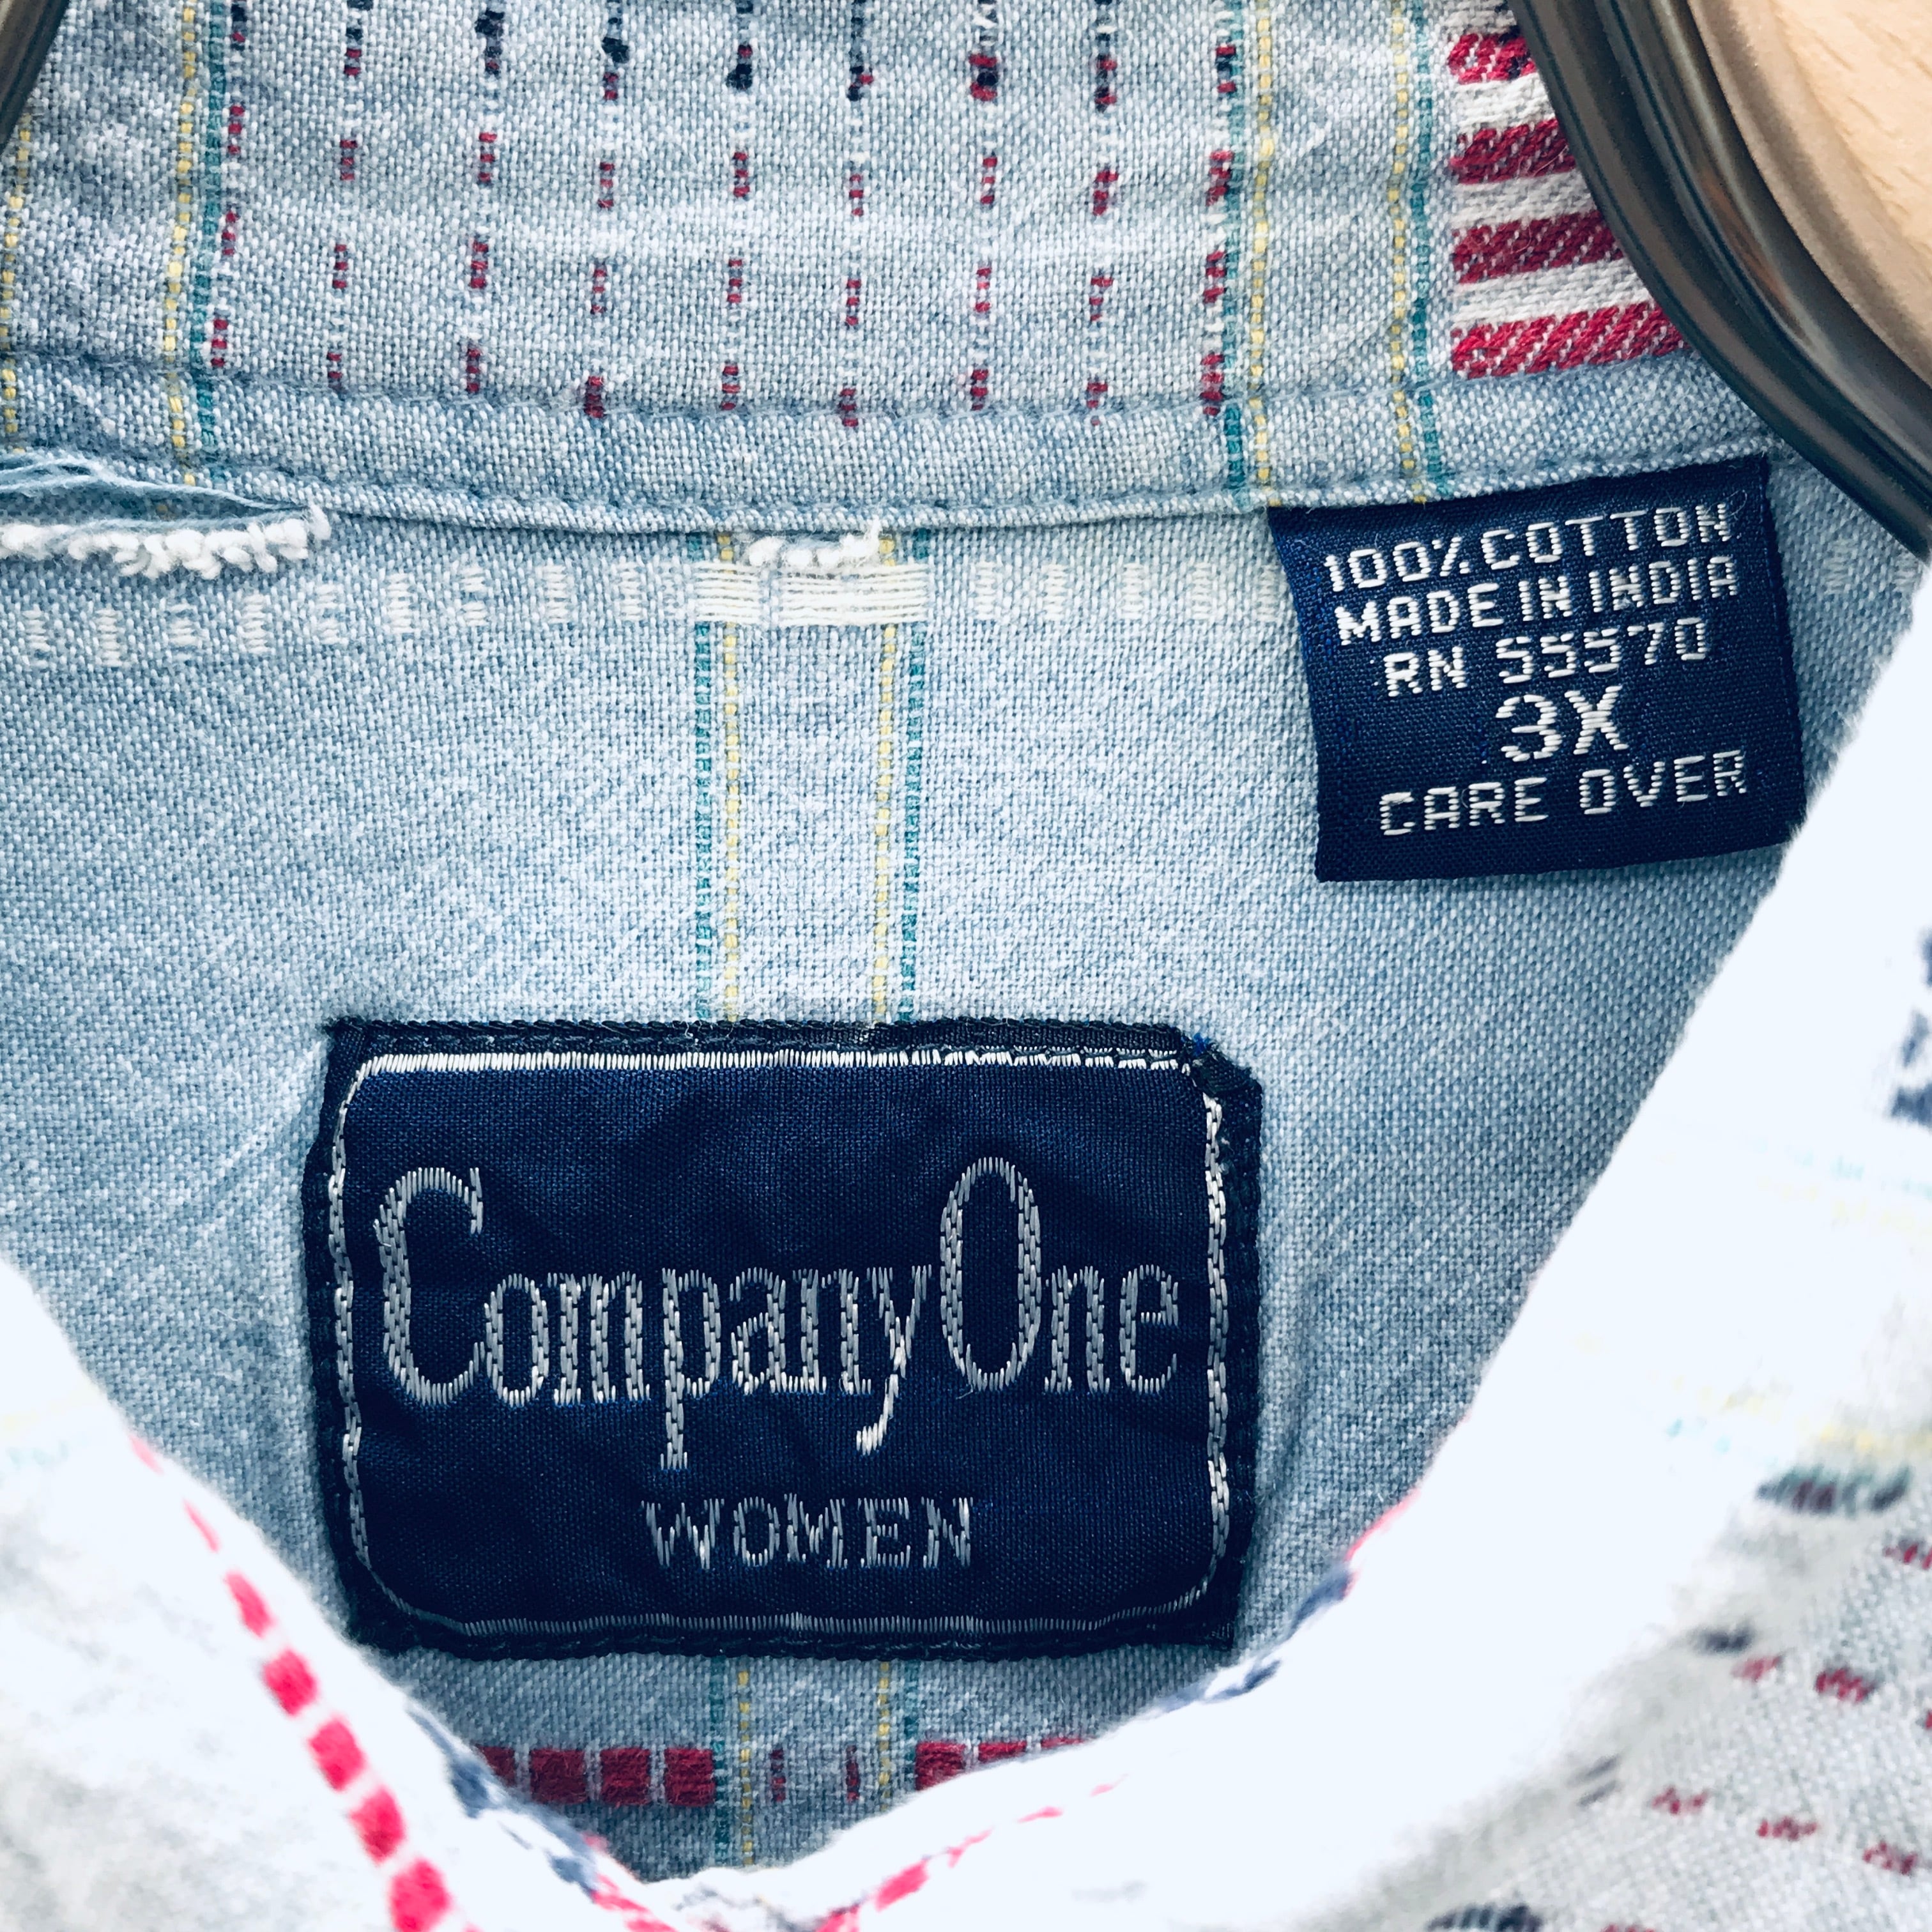 100% COTTON
MADE IN INDIA
RN 55570
3X
CARE OVER
CompanyOne
WOMEN